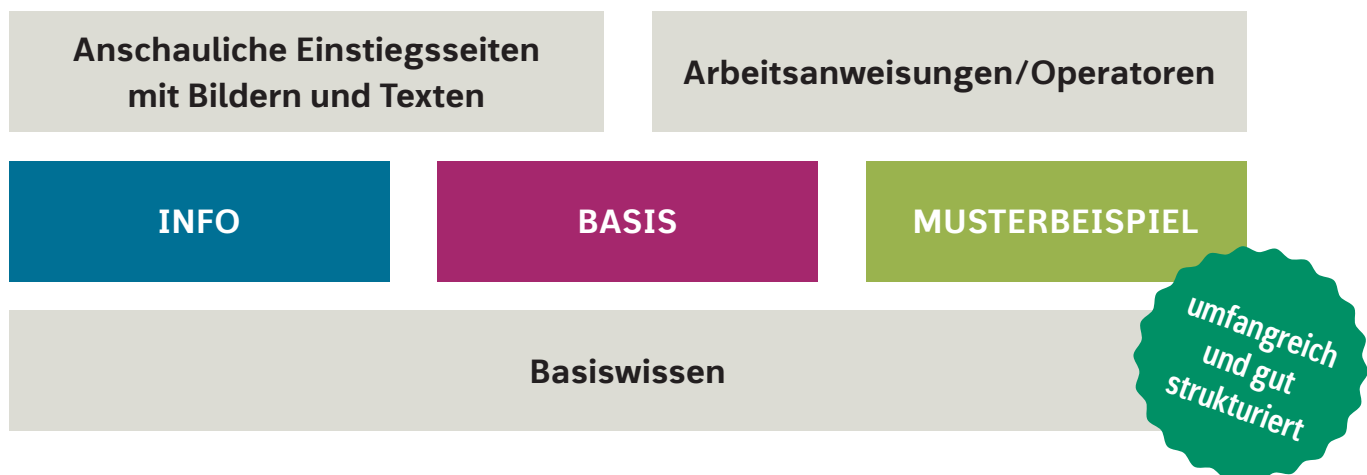 Anschauliche Einstiegsseiten
mit Bildern und Texten
Arbeitsanweisungen/Operatoren
INFO
BASIS
MUSTERBEISPIEL
Basiswissen
umfangreich
und gut
strukturiert